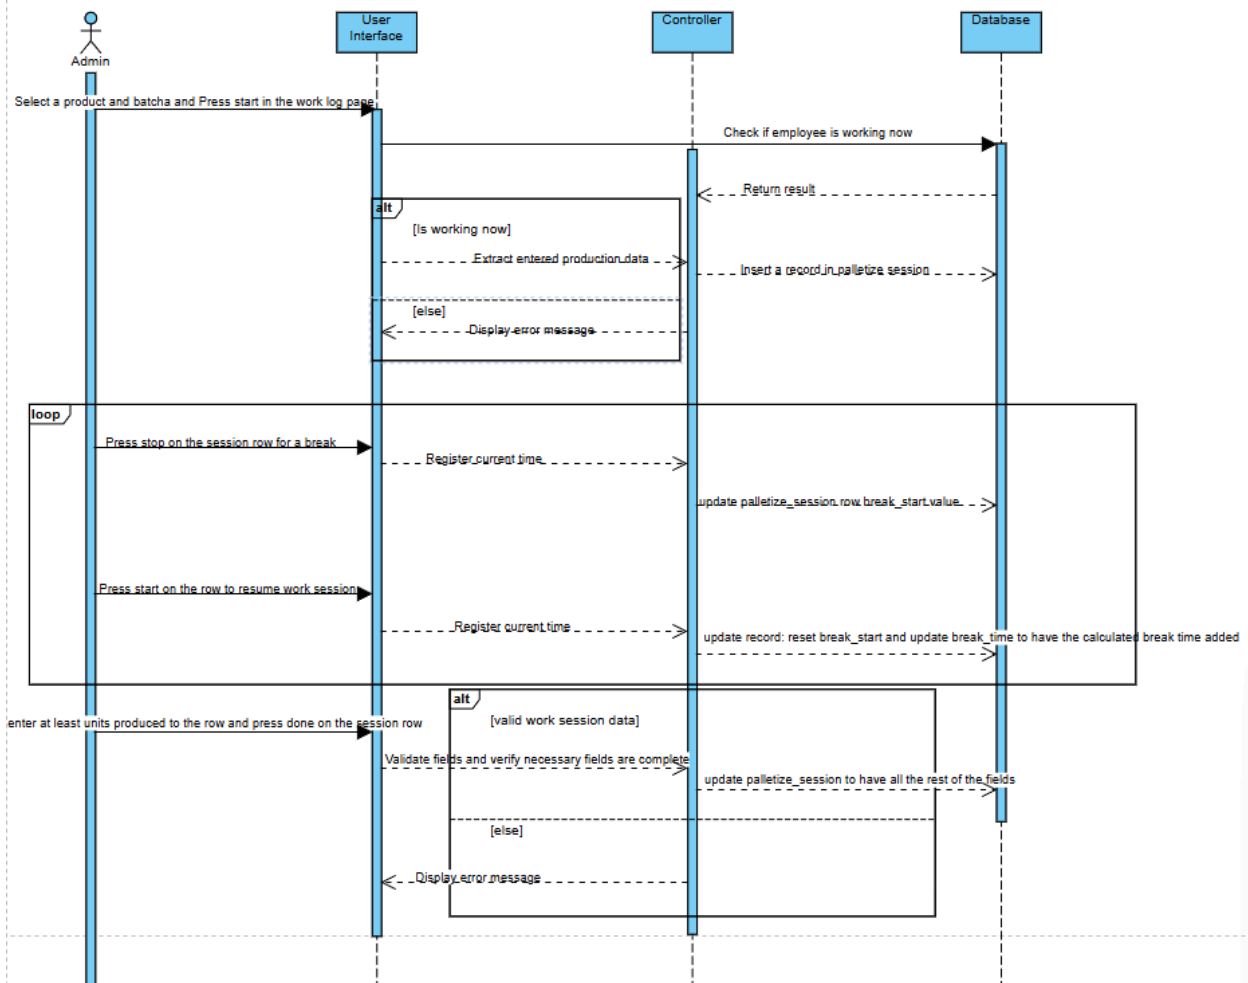 Admin
User
Interface
Controller
Database
Select a product and batcha and Press start in the work log page
Check if employee is working now
Return result
alt
[Is working now]
Extract entered production data
Insert a record in palletize session
[else]
Display error message
loop
Press stop on the session row for a break
Register current time
update palletize_session row break_start value
Press start on the row to resume work session
Register current time
update record: reset break_start and update break_time to have the calculated break time added
alt
[valid work session data]
enter at least units produced to the row and press done on the session row
Validate fields and verify necessary fields are complete
update palletize_session to have all the rest of the fields
[else]
Display error message